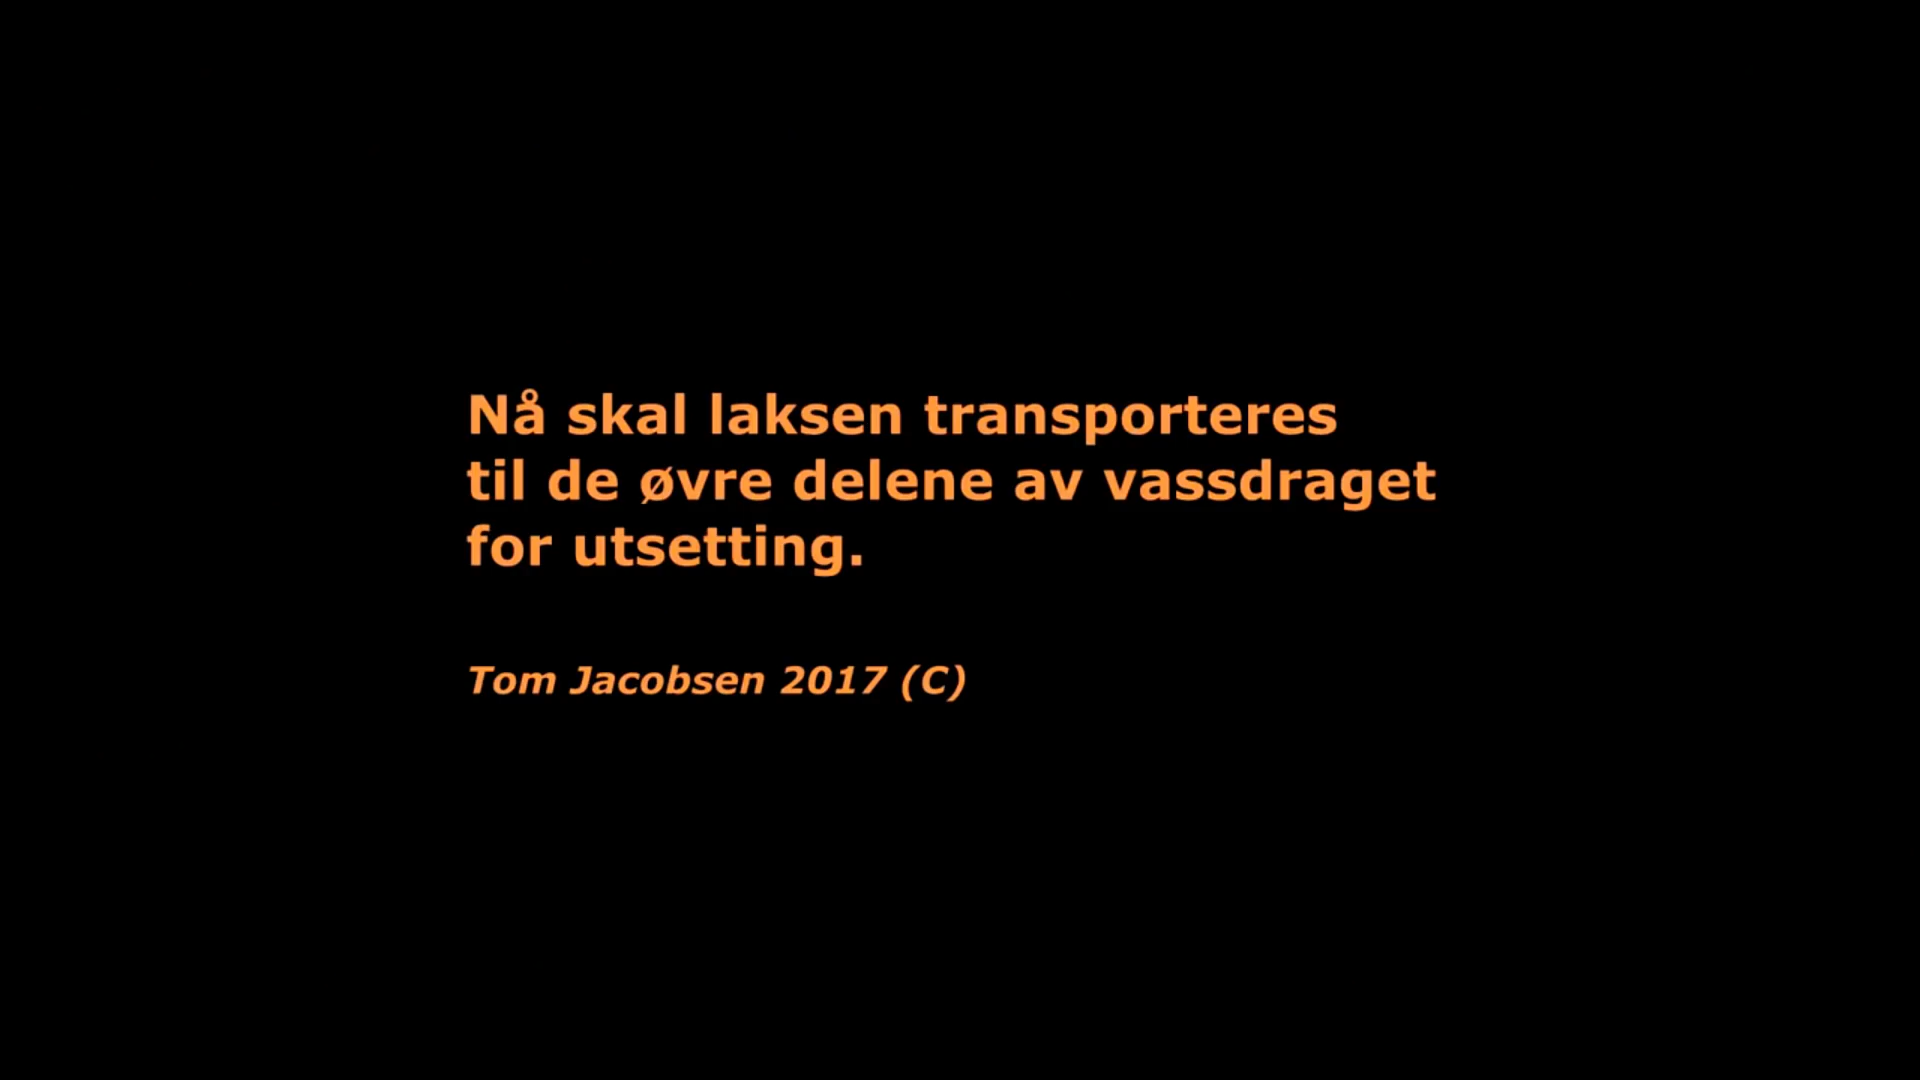 Nå skal laksen transporteres
til de øvre delene av vassdraget
for utsetting.
Tom Jacobsen 2017 (C)